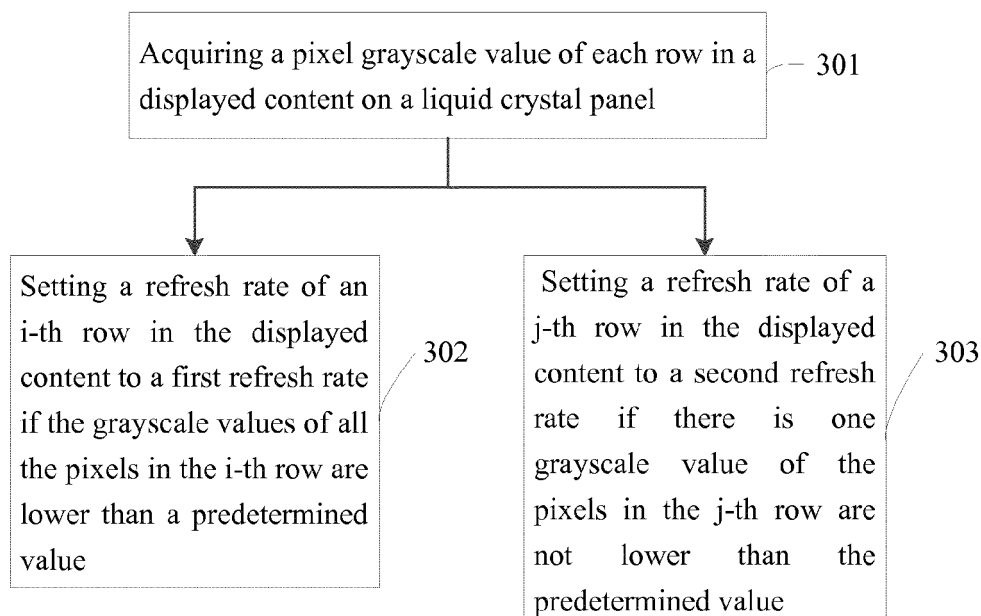 Acquiring a pixel grayscale value of each row in a
displayed content on a liquid crystal panel
301
Setting a refresh rate of an
i-th row in the displayed
content to a first refresh rate
if the grayscale values of all
the pixels in the i-th row are
lower than a predetermined
value
302
Setting a refresh rate of a
j-th row in the displayed
content to a second refresh
rate if there is one
grayscale value of the
pixels in the j-th row are
not lower than the
predetermined value
303